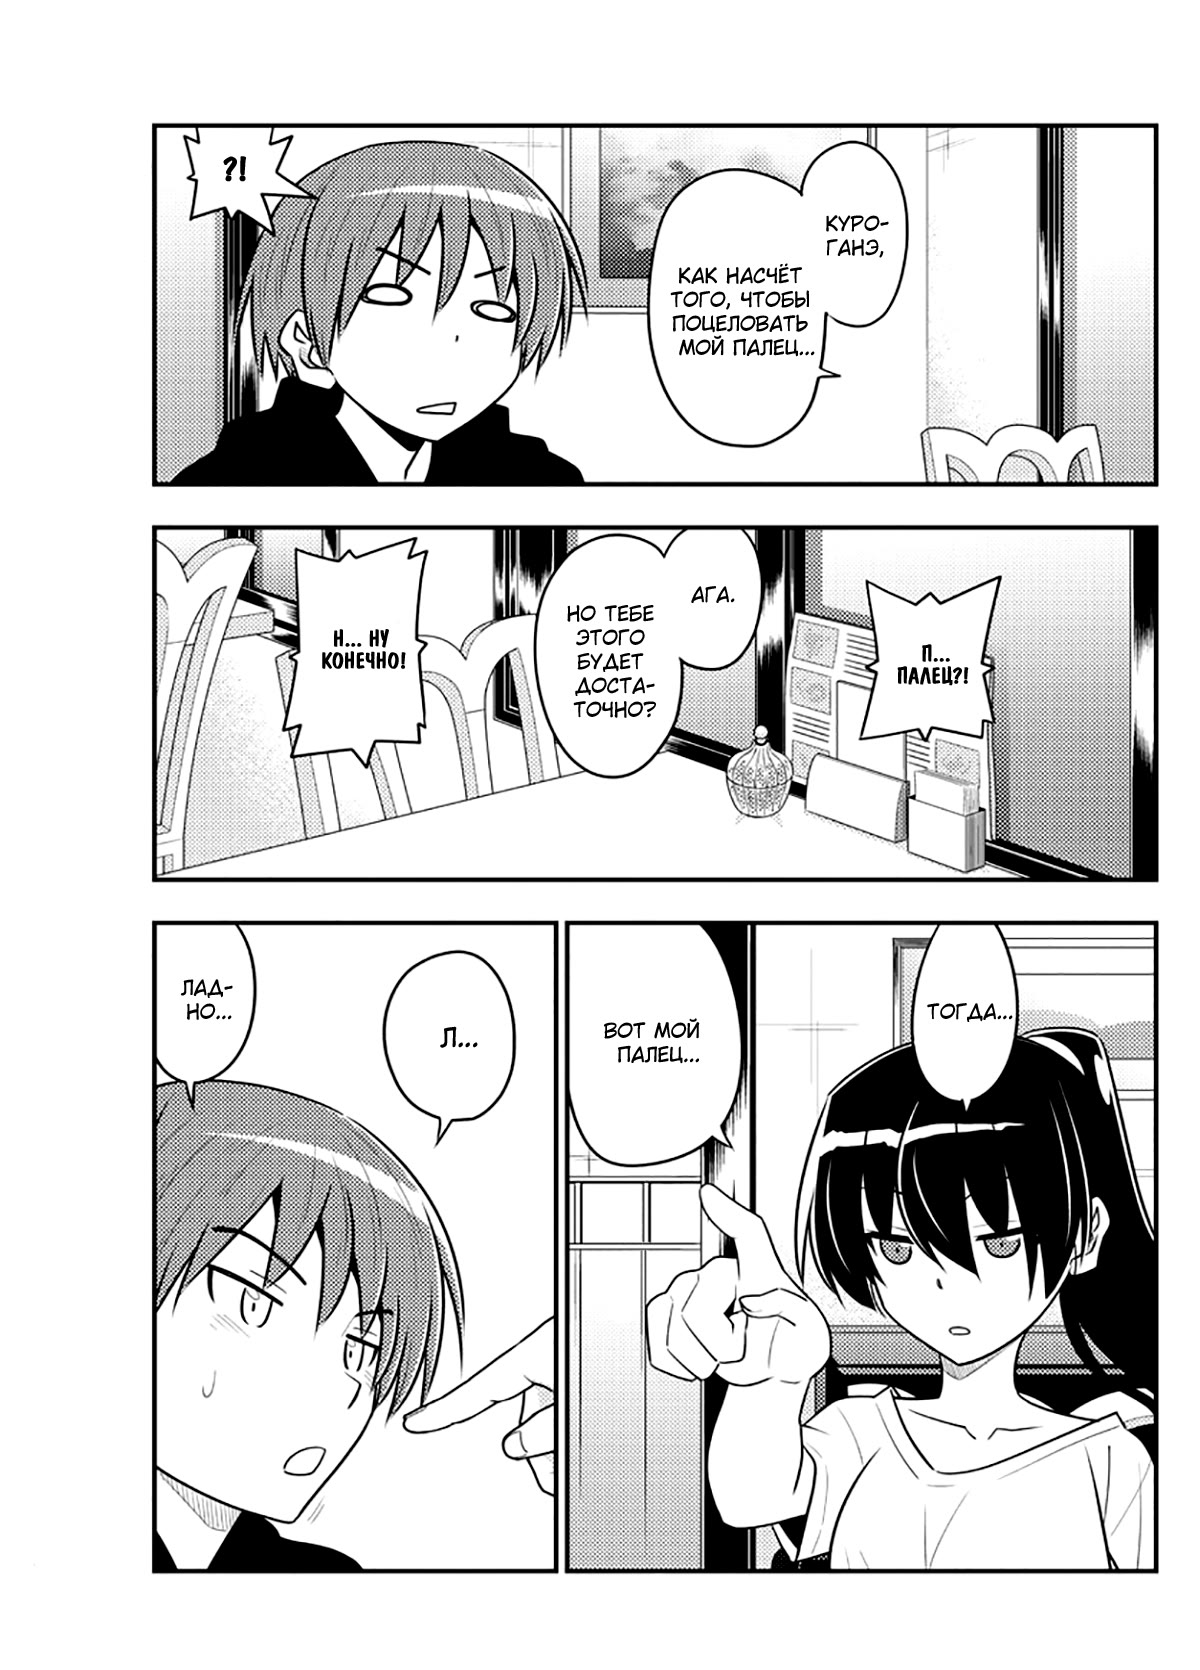 КУРО-
ГАНЭ,
КАК НАСЧЁТ
ТОГО, ЧТОБЫ
ПОЦЕЛОВАТЬ
МОЙ ПАЛЕЦ...
?!
П...
ПАЛЕЦ?!
АГА.
НО ТЕБЕ
ЭТОГО
БУДЕТ
ДОСТА-
ТОЧНО?
Н... НУ
КОНЕЧНО!
ТОГДА...
ВОТ МОЙ
ПАЛЕЦ...
Л...
ЛАД-
НО...